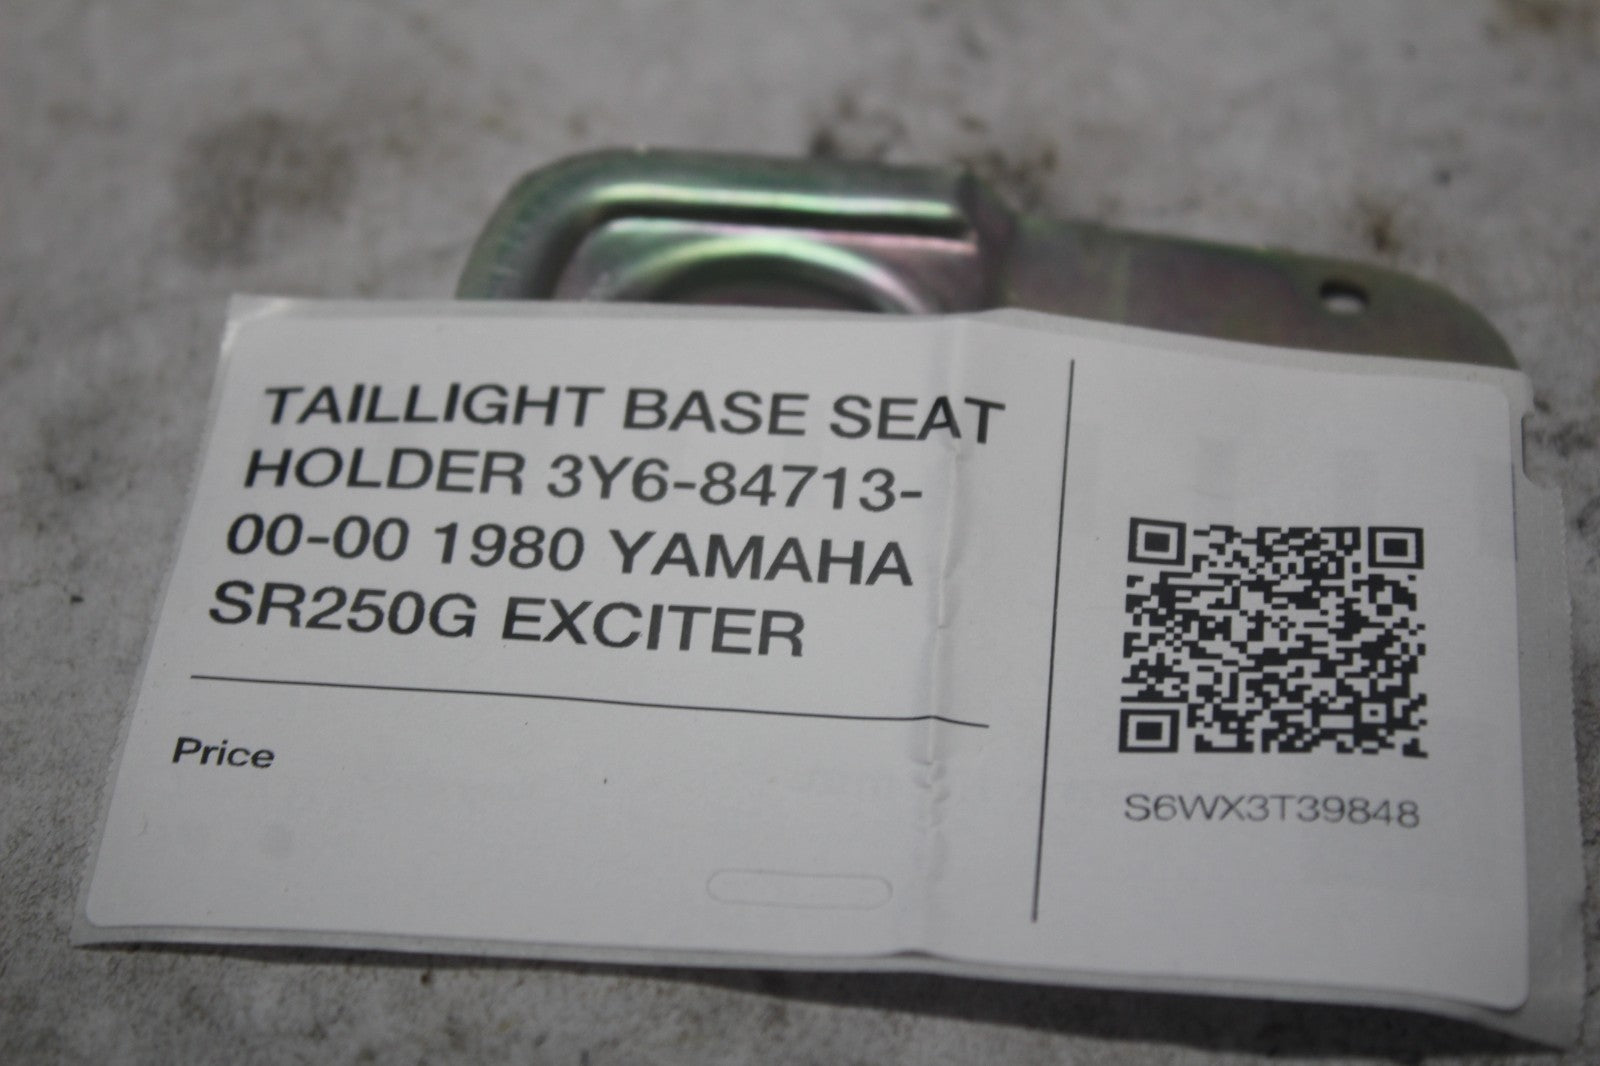 TAILLIGHT BASE SEAT
HOLDER 3Y6-84713-
00-00 1980 YAMAHA
SR250G EXCITER
Price
S6WX3T39848